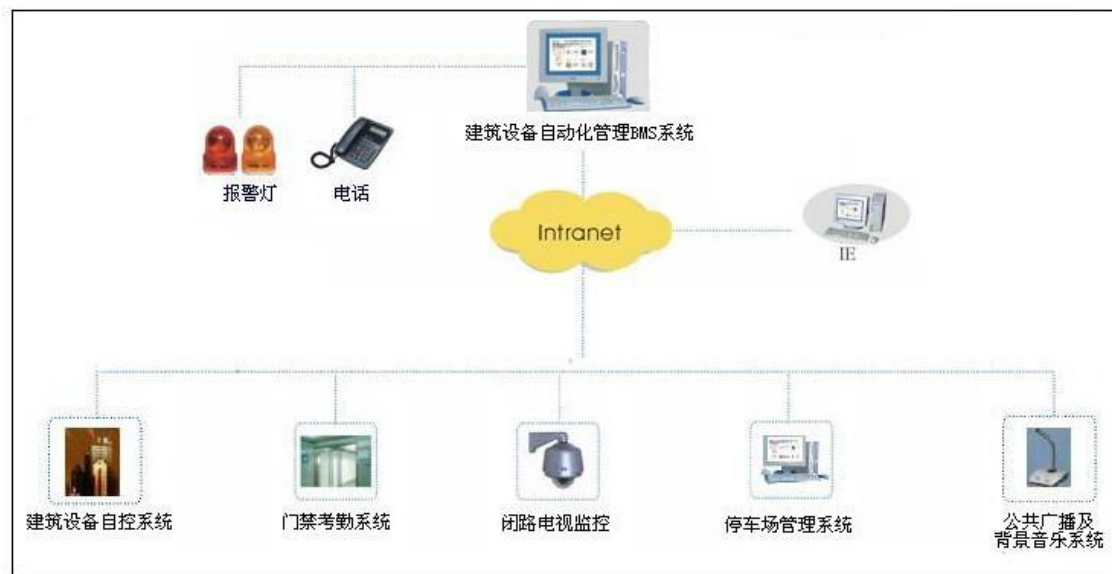 建筑设备自动化管理BMS系统
报警灯
电话
Intranet
IE
建筑设备自控系统
门禁考勤系统
闭路电视监控
停车场管理系统
公共广播及
背景音乐系统